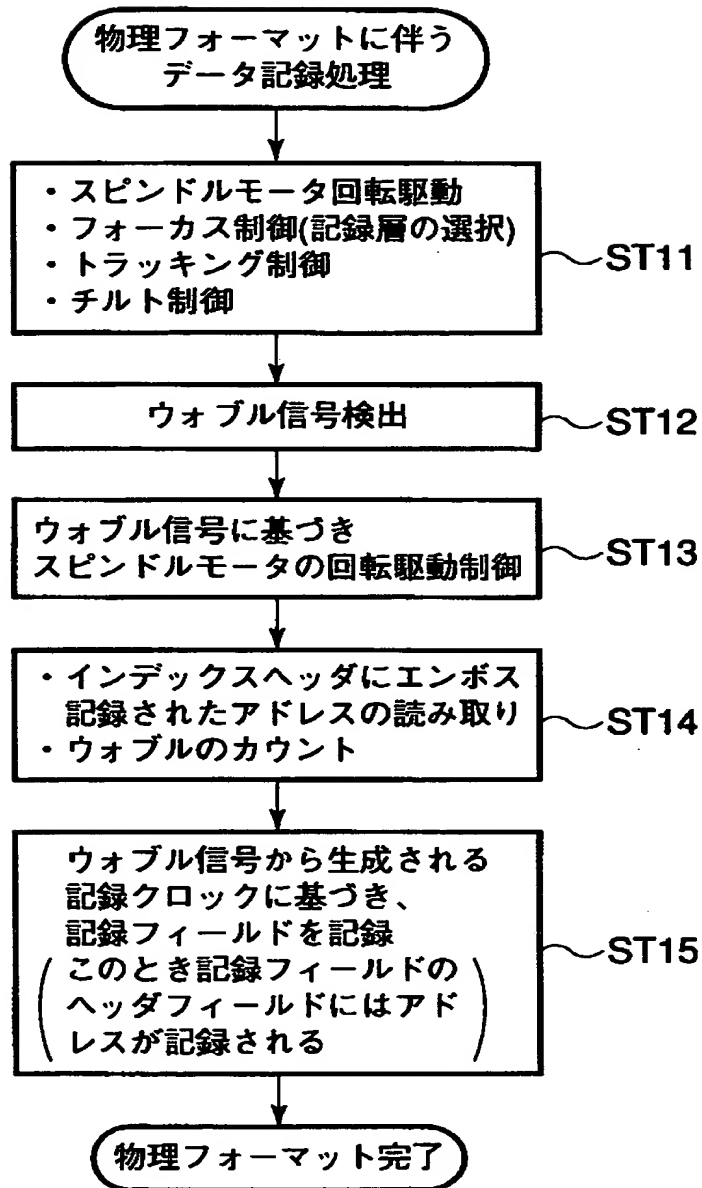 物理フォーマットに伴う
データ記録処理
・スピンドルモータ回転駆動
・フォーカス制御(記録層の選択)
・トラッキング制御
・チルト制御
ST11
ウォブル信号検出
ST12
ウォブル信号に基づき
スピンドルモータの回転駆動制御
ST13
・インデックスヘッダにエンボス
記録されたアドレスの読み取り
・ウォブルのカウント
ST14
ウォブル信号から生成される
記録クロックに基づき、
記録フィールドを記録
(このとき記録フィールドの
ヘッダフィールドにはアド
レスが記録される)
ST15
物理フォーマット完了